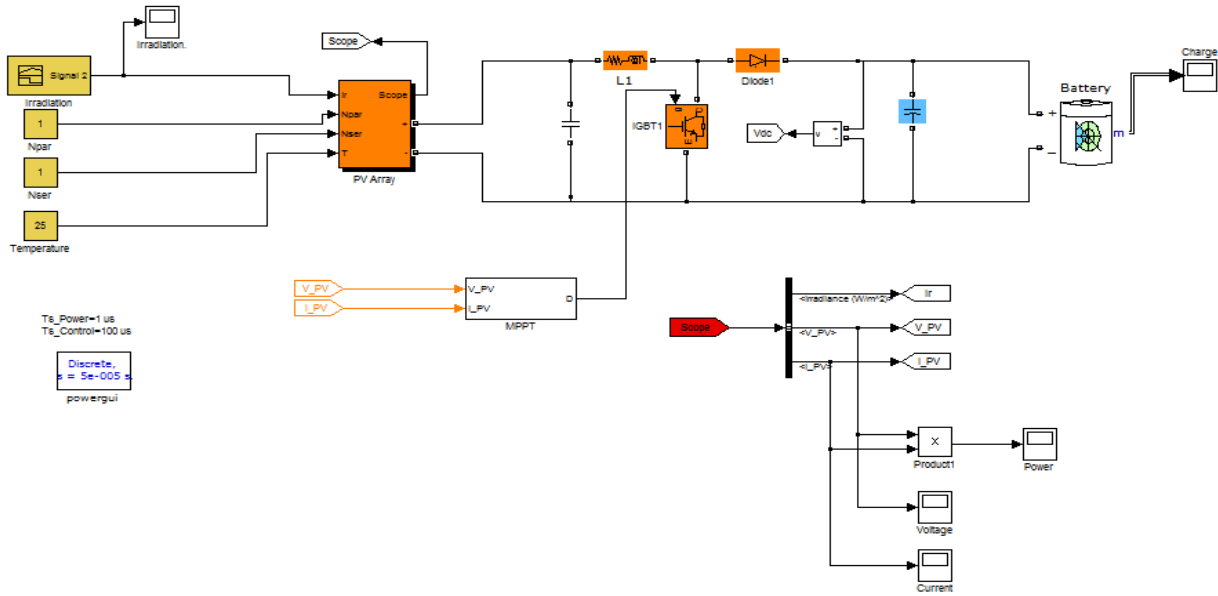 Irradiation.
Scope
Signal 2
Irradiation
1
Npar
1
Nser
25
Temperature
Ir
Npar
Nser
T
Scope
+
-
PV Array
L1
Diode1
IGBT1
E
Vdc
v
+
-
Battery
+
_
m
Charge
V_PV
I_PV
V_PV
I_PV
D
MPPT
Ts_Power=1 us
Ts_Control=100 us
Discrete,
s = 5e-005 s.
powergui
Scope
<Irradiance (W/m^2)>
<V_PV>
<I_PV>
Ir
V_PV
I_PV
×
Product1
Power
Voltage
Current